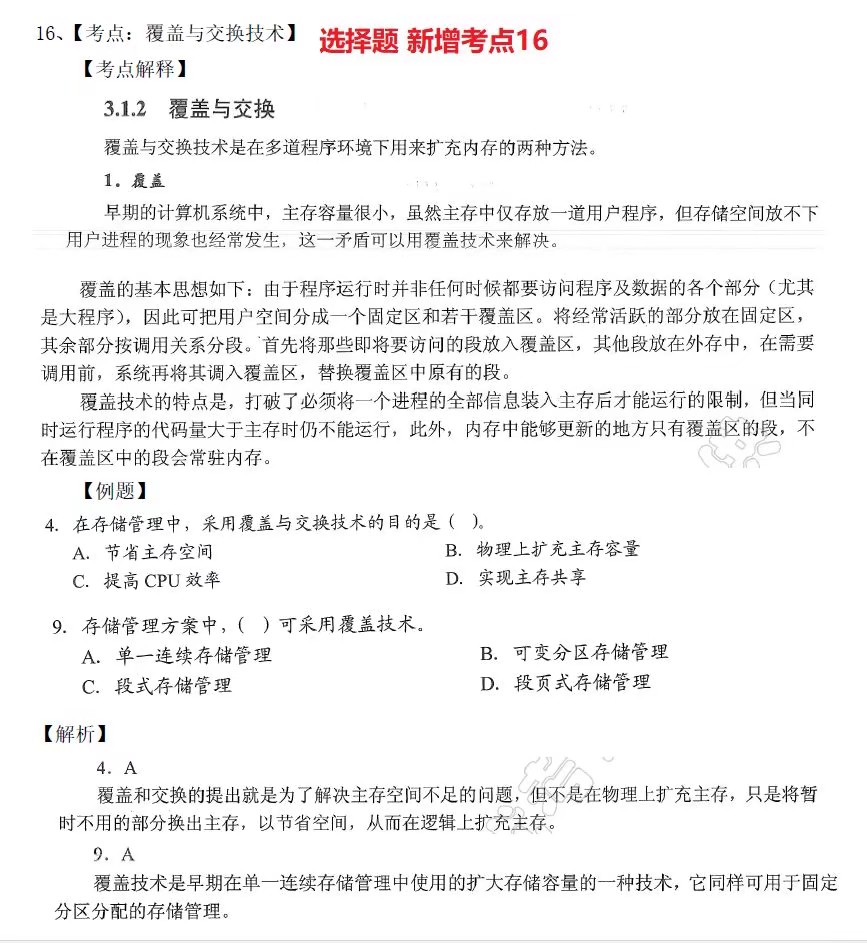 16、【考点：覆盖与交换技术】 选择题 新增考点16
【考点解释】
3.1.2 覆盖与交换
覆盖与交换技术是在多道程序环境下用来扩充内存的两种方法。
1. 覆盖
早期的计算机系统中，主存容量很小，虽然主存中仅存放一道用户程序，但存储空间放不下
用户进程的现象也经常发生，这一矛盾可以用覆盖技术来解决。
覆盖的基本思想如下：由于程序运行时并非任何时候都要访问程序及数据的各个部分（尤其
是大程序），因此可把用户空间分成一个固定区和若干覆盖区。将经常活跃的部分放在固定区，
其余部分按调用关系分段。首先将那些即将要访问的段放入覆盖区，其他段放在外存中，在需要
调用前，系统再将其调入覆盖区，替换覆盖区中原有的段。
覆盖技术的特点是，打破了必须将一个进程的全部信息装入主存后才能运行的限制，但当同
时运行程序的代码量大于主存时仍不能运行，此外，内存中能够更新的地方只有覆盖区的段，不
在覆盖区中的段会常驻内存。
【例题】
4. 在存储管理中，采用覆盖与交换技术的目的是（ ）。
A. 节省主存空间 B. 物理上扩充主存容量
C. 提高 CPU 效率 D. 实现主存共享
9. 存储管理方案中，（ ）可采用覆盖技术。
A. 单一连续存储管理 B. 可变分区存储管理
C. 段式存储管理 D. 段页式存储管理
【解析】
4. A
覆盖和交换的提出就是为了解决主存空间不足的问题，但不是在物理上扩充主存，只是将暂
时不用的部分换出主存，以节省空间，从而在逻辑上扩充主存。
9. A
覆盖技术是早期在单一连续存储管理中使用的扩大存储容量的一种技术，它同样可用于固定
分区分配的存储管理。